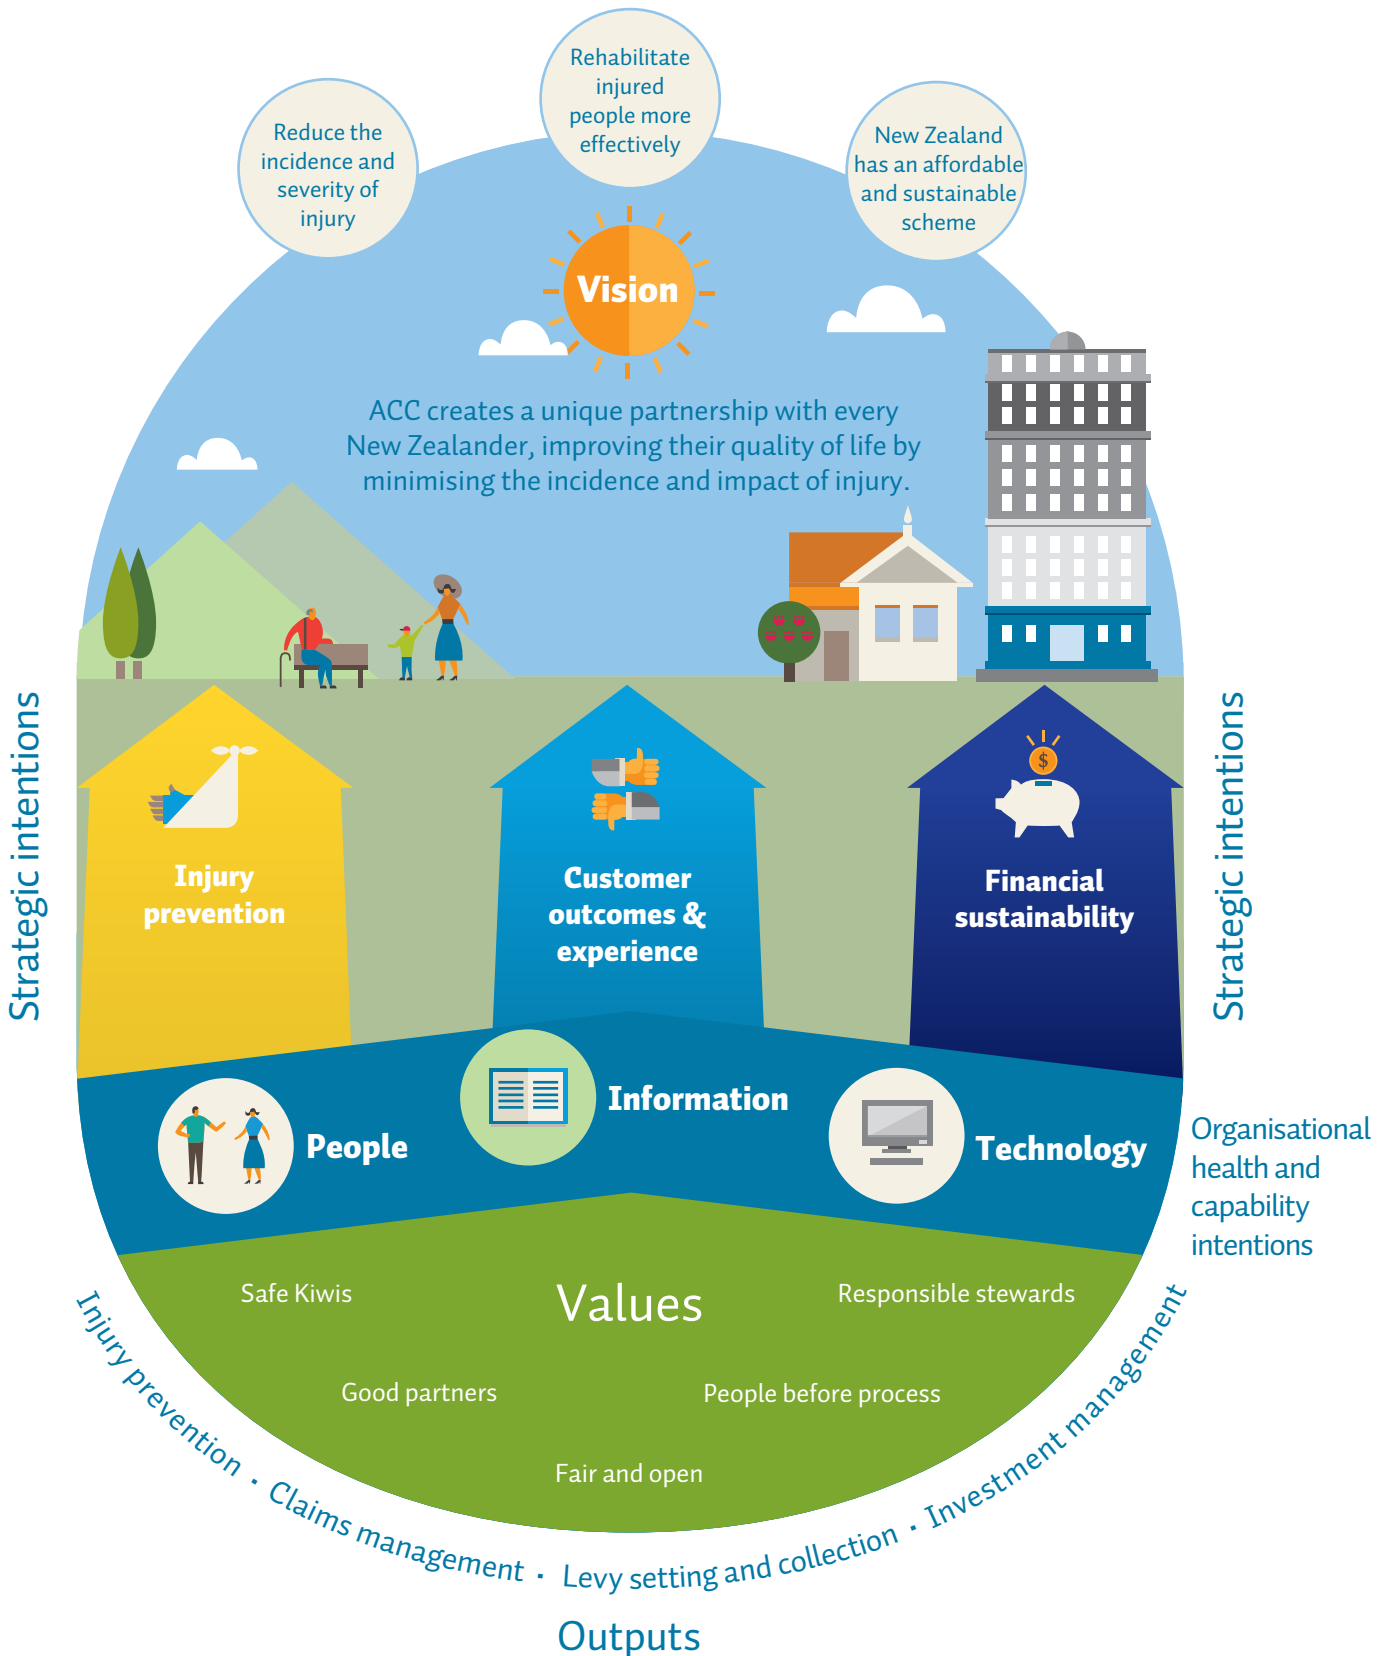 Rehabilitate
injured
people more
effectively
Reduce the
incidence and
severity of
injury
New Zealand
has an affordable
and sustainable
scheme
Vision
ACC creates a unique partnership with every
New Zealander, improving their quality of life by
minimising the incidence and impact of injury.
Strategic intentions
Strategic intentions
$
Injury
prevention
Customer
outcomes &
experience
Financial
sustainability
People
Information
Technology
Organisational
health and
capability
intentions
Values
Safe Kiwis
Responsible stewards
Good partners
People before process
Fair and open
Injury prevention · Claims management · Levy setting and collection · Investment management
Outputs